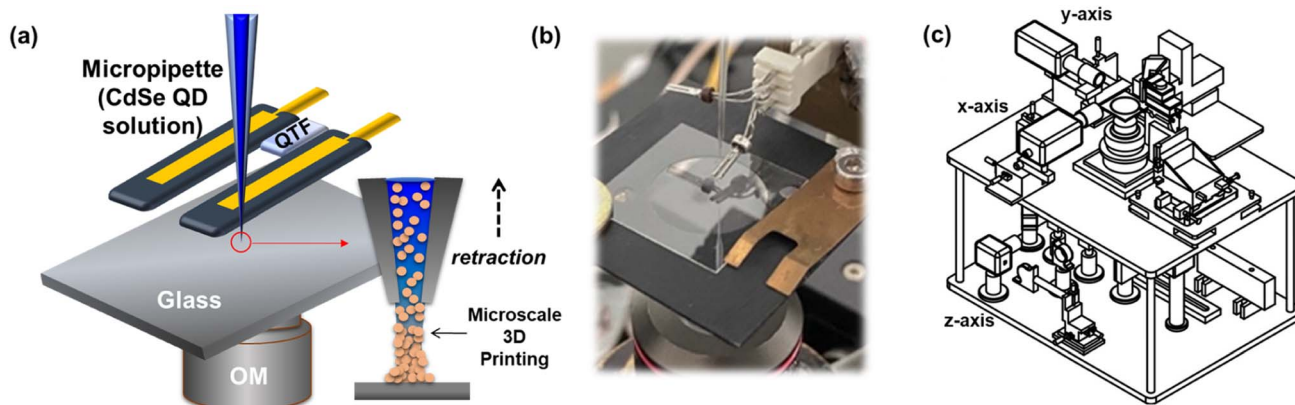 (a)
Micropipette
(CdSe QD
solution)
QTF
Glass
OM
retraction
Microscale
3D
Printing
(b)
(c)
y-axis
x-axis
z-axis